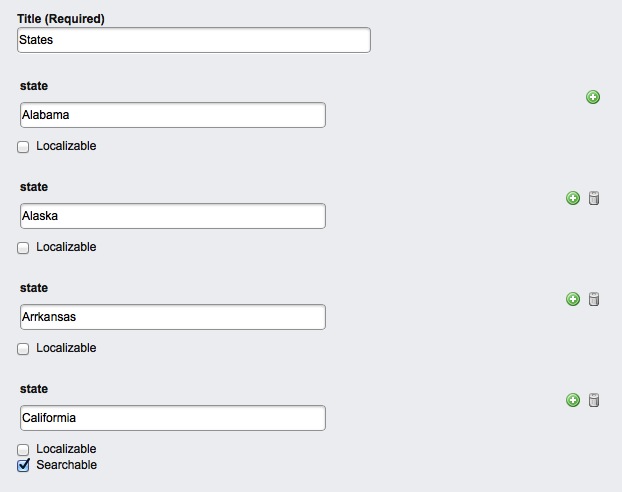 Title (Required)
States
state
Alabama
Localizable
state
Alaska
Localizable
state
Arrkansas
Localizable
state
Califormia
Localizable
Searchable